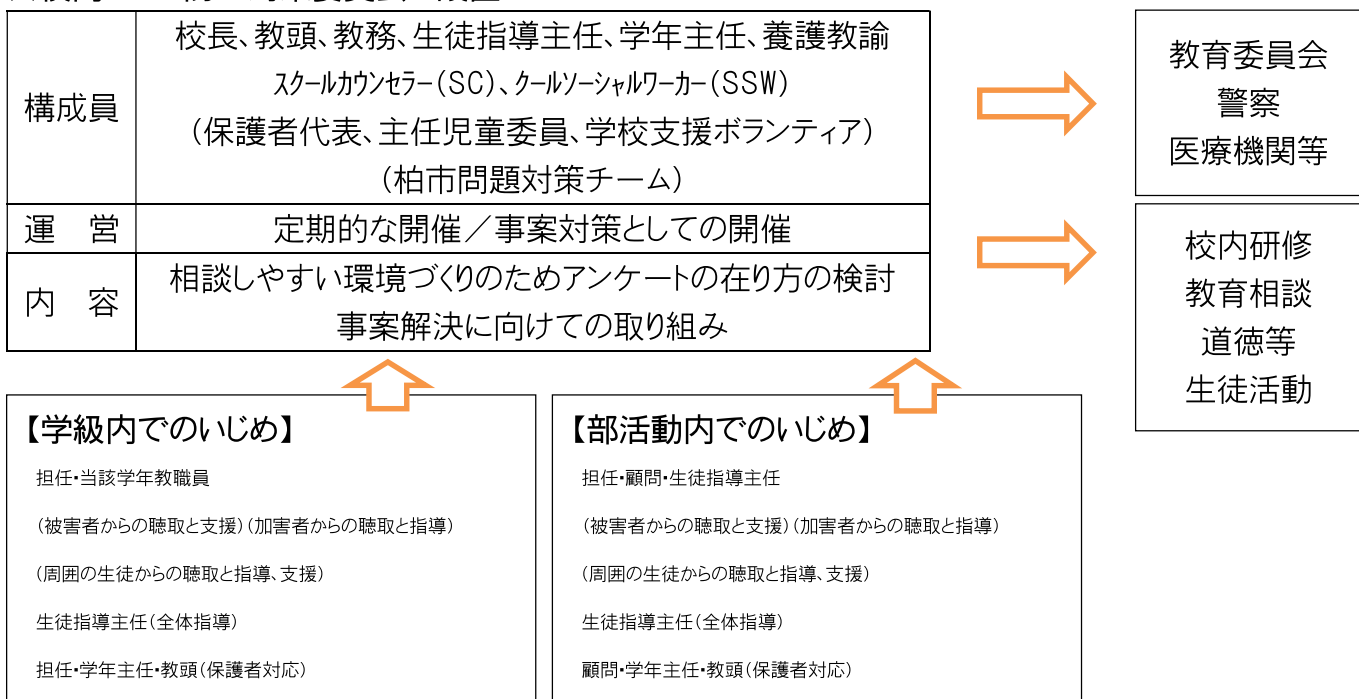 構成員
校長、教頭、教務、生徒指導主任、学年主任、養護教諭
スクールカウンセラー(SC)、クールソーシャルワーカー(SSW)
(保護者代表、主任児童委員、学校支援ボランティア)
(柏市問題対策チーム)
運　営
定期的な開催／事案対策としての開催
内　容
相談しやすい環境づくりのためアンケートの在り方の検討
事案解決に向けての取り組み
教育委員会
警察
医療機関等
校内研修
教育相談
道徳等
生徒活動
【学級内でのいじめ】
担任・当該学年教職員
(被害者からの聴取と支援)(加害者からの聴取と指導)
(周囲の生徒からの聴取と指導、支援)
生徒指導主任(全体指導)
担任・学年主任・教頭(保護者対応)
【部活動内でのいじめ】
担任・顧問・生徒指導主任
(被害者からの聴取と支援)(加害者からの聴取と指導)
(周囲の生徒からの聴取と指導、支援)
生徒指導主任(全体指導)
顧問・学年主任・教頭(保護者対応)